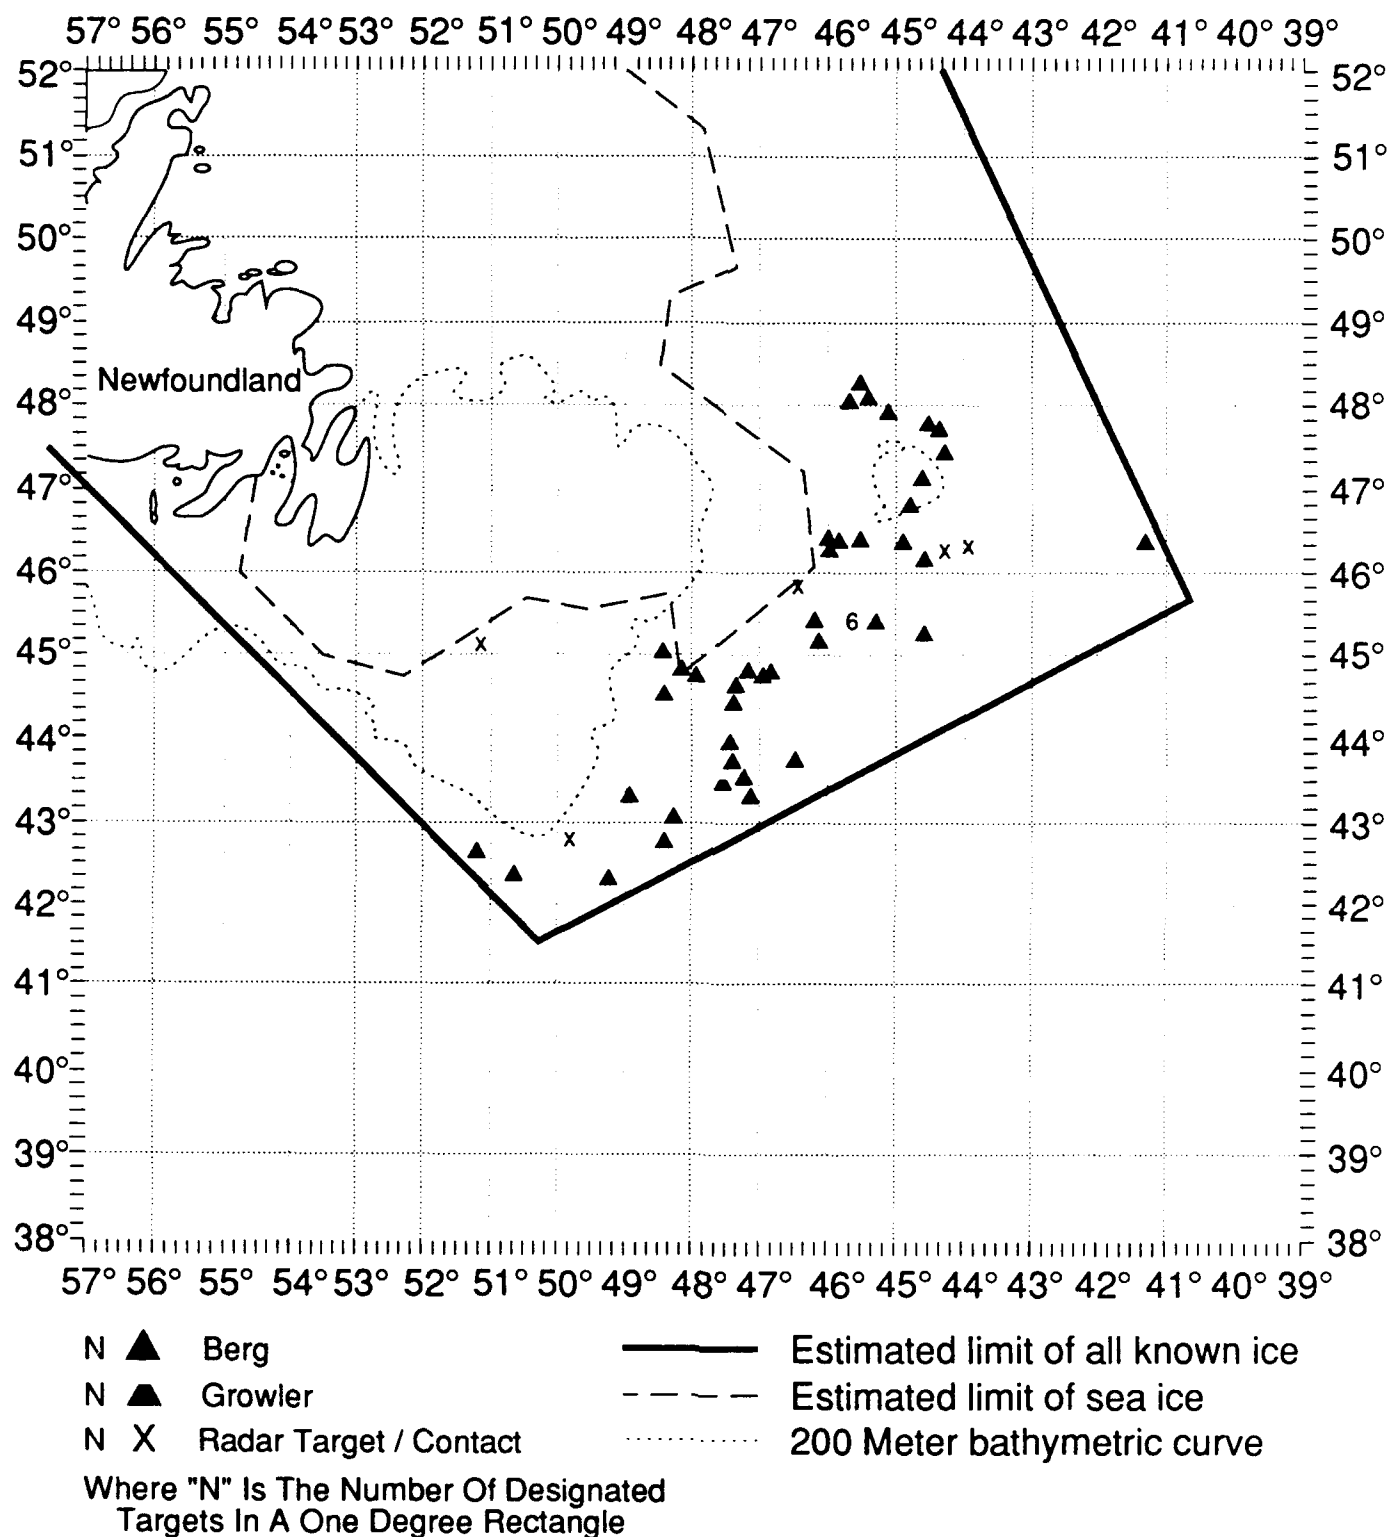 57° 56° 55° 54° 53° 52° 51° 50° 49° 48° 47° 46° 45° 44° 43° 42° 41° 40° 39°
52° 52°
51° 51°
50° 50°
49° 49°
Newfoundland
48° 48°
47° 47°
X X
46° 46°
X
6
X
45° 45°
44° 44°
43° 43°
X
42° 42°
41° 41°
40° 40°
39° 39°
38° 38°
57° 56° 55° 54° 53° 52° 51° 50° 49° 48° 47° 46° 45° 44° 43° 42° 41° 40° 39°
N Berg Estimated limit of all known ice
N Growler Estimated limit of sea ice
N X Radar Target / Contact 200 Meter bathymetric curve
Where "N" Is The Number Of Designated
Targets In A One Degree Rectangle